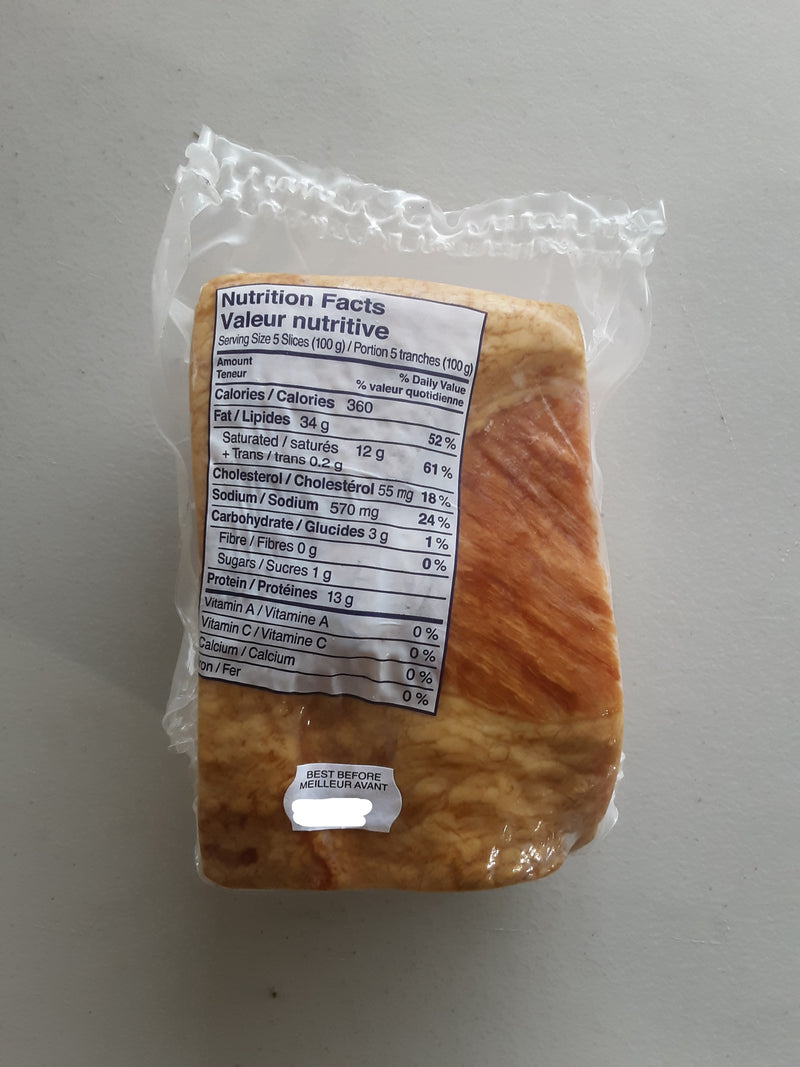 Nutrition Facts
Valeur nutritive
Serving Size 5 Slices (100 g) / Portion 5 tranches (100 g)
Amount
Teneur
% Daily Value
% valeur quotidienne
Calories / Calories 360
Fat / Lipides 34 g 52 %
Saturated / saturés 12 g
+ Trans / trans 0.2 g 61 %
Cholesterol / Cholestérol 55 mg 18 %
Sodium / Sodium 570 mg 24 %
Carbohydrate / Glucides 3 g 1 %
Fibre / Fibres 0 g 0 %
Sugars / Sucres 1 g
Protein / Protéines 13 g
Vitamin A / Vitamine A 0 %
Vitamin C / Vitamine C 0 %
Calcium / Calcium 0 %
ron / Fer 0 %
BEST BEFORE
MEILLEUR AVANT